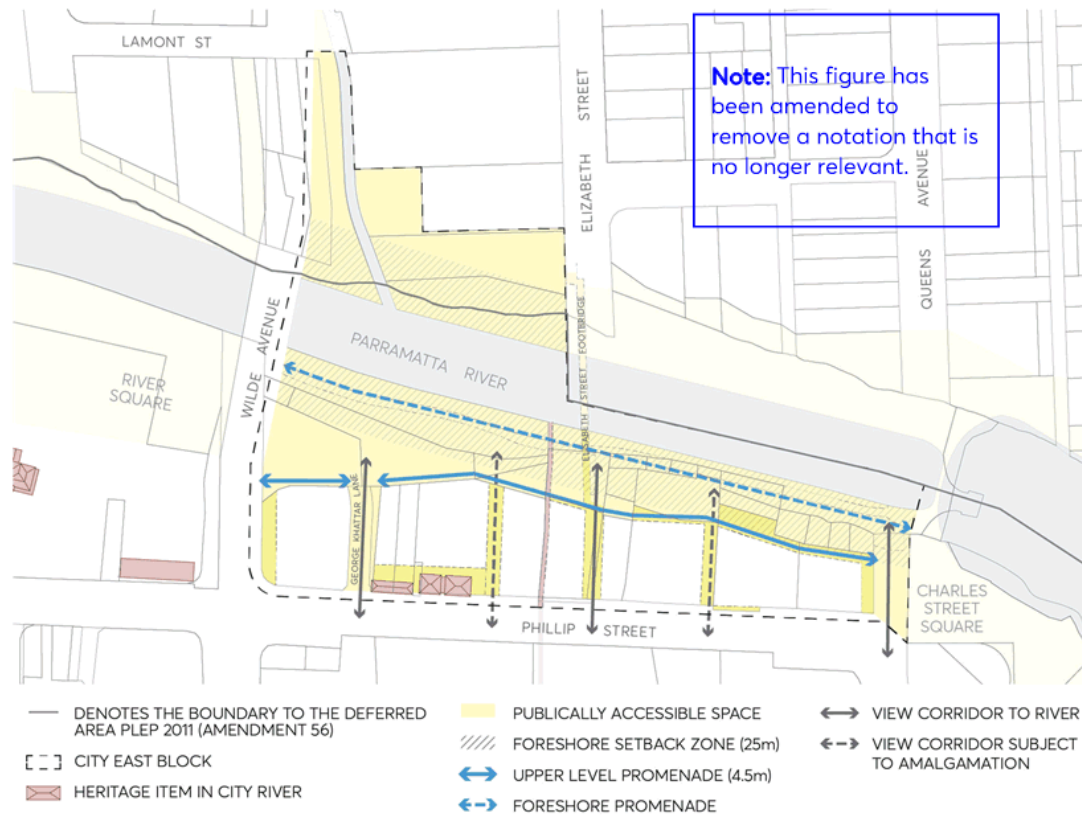 LAMONT ST
ELIZABETH STREET
Note: This figure has
been amended to
remove a notation that is
no longer relevant.
QUEENS AVENUE
WILDE AVENUE
RIVER
SQUARE
PARRAMATTA RIVER
ELISABETH STREET FOOTBRIDGE
GEORGE KHATTAR LANE
PHILLIP STREET
CHARLES
STREET
SQUARE
DENOTES THE BOUNDARY TO THE DEFERRED
AREA PLEP 2011 (AMENDMENT 56)
CITY EAST BLOCK
HERITAGE ITEM IN CITY RIVER
PUBLICALLY ACCESSIBLE SPACE
FORESHORE SETBACK ZONE (25m)
UPPER LEVEL PROMENADE (4.5m)
FORESHORE PROMENADE
VIEW CORRIDOR TO RIVER
VIEW CORRIDOR SUBJECT
TO AMALGAMATION